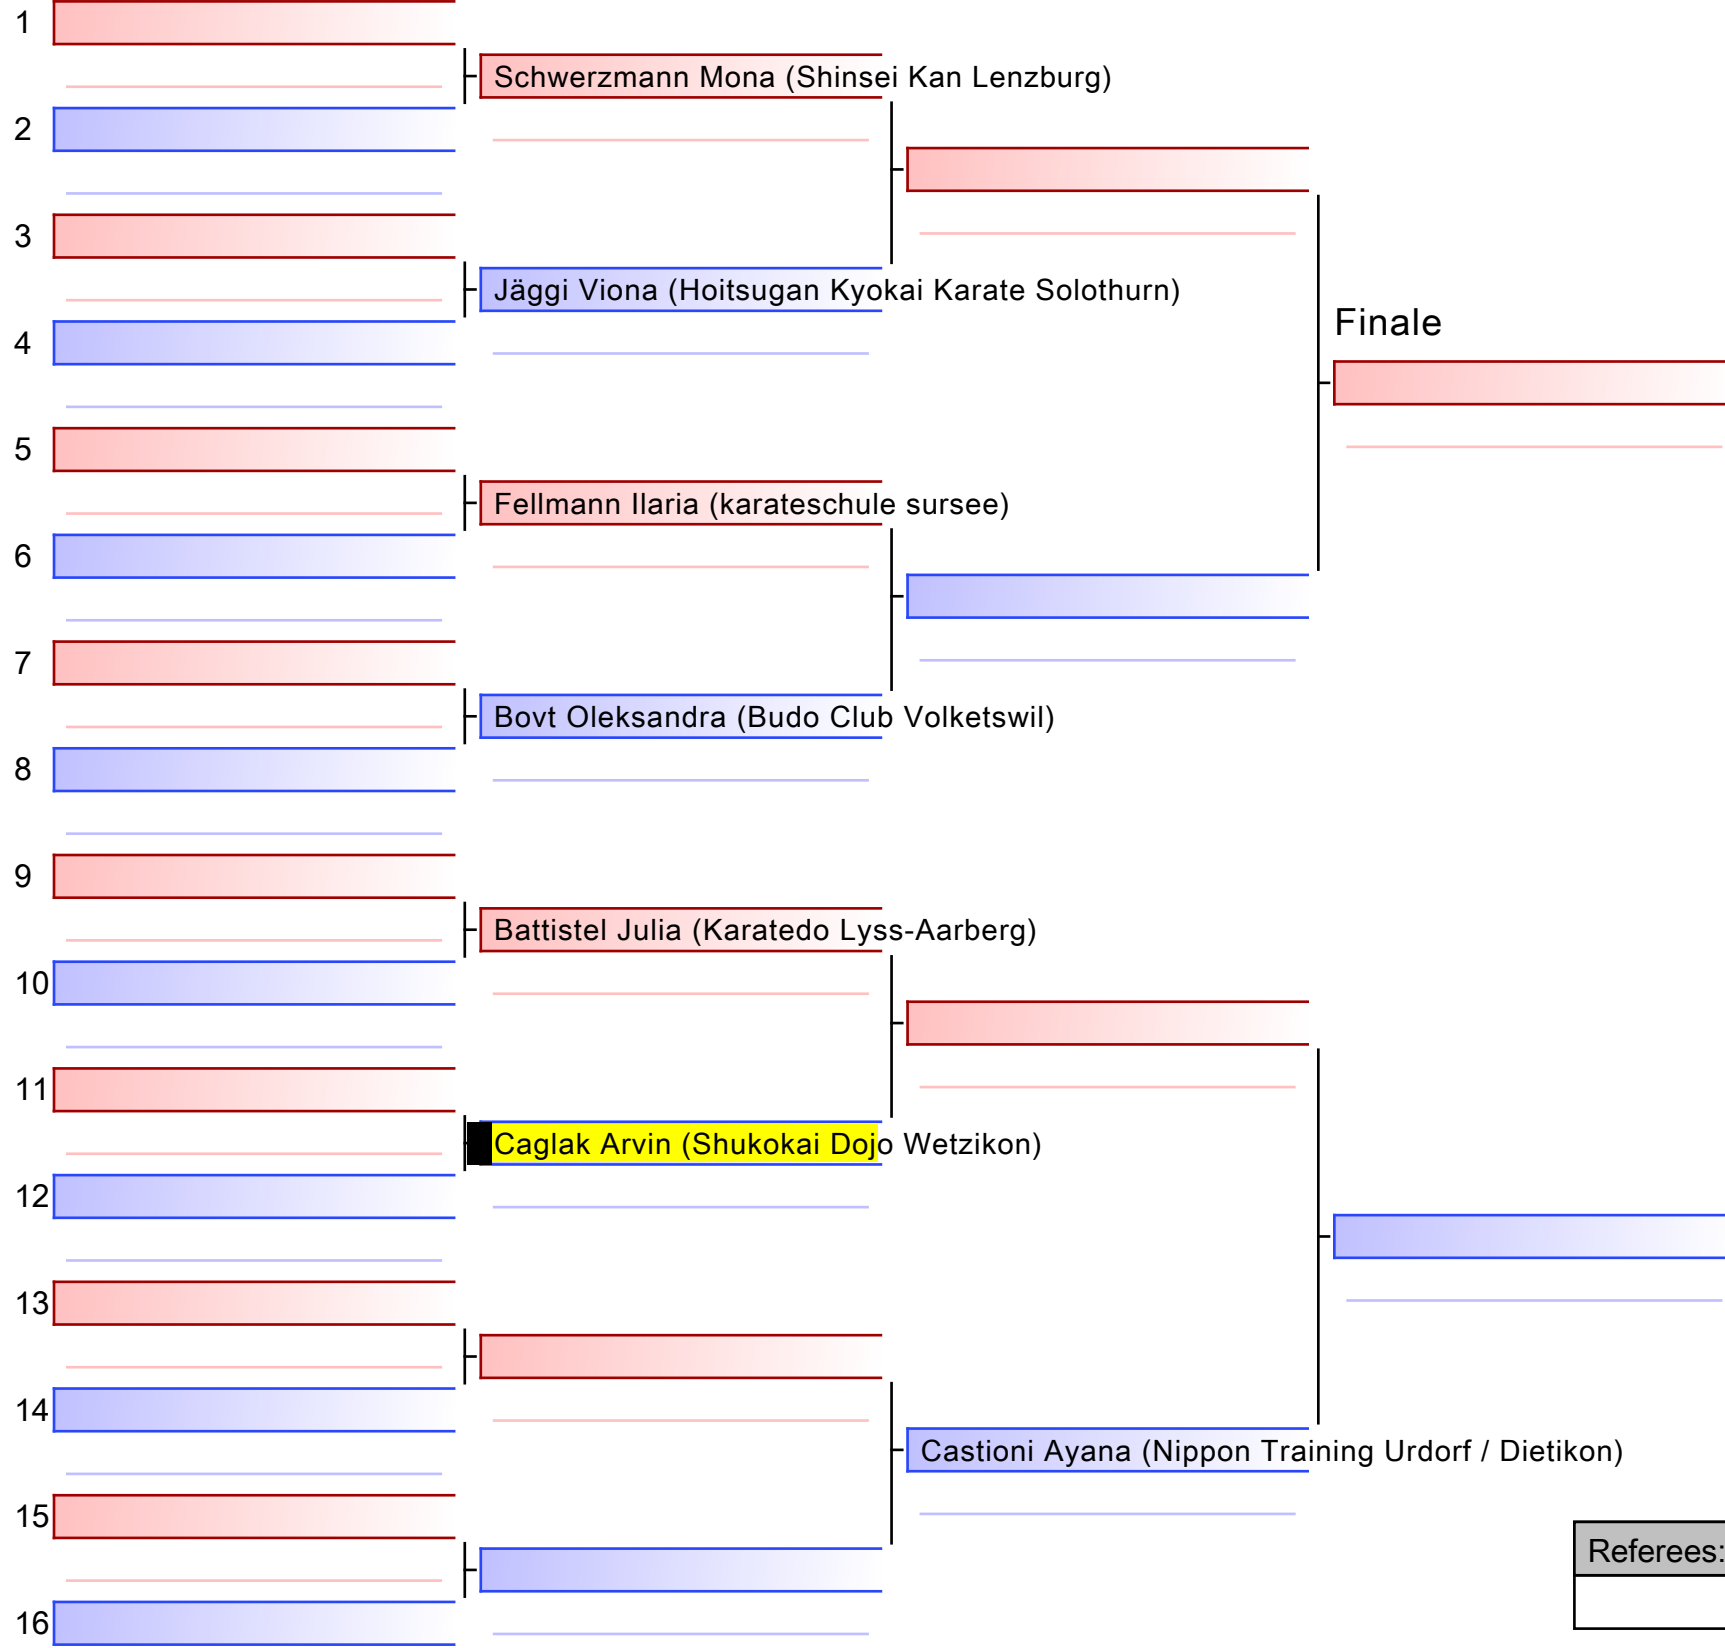 1
Schwerzmann Mona (Shinsei Kan Lenzburg)
2
3
Jäggi Viona (Hoitsugan Kyokai Karate Solothurn)
4
Finale
5
Fellmann Ilaria (karateschule sursee)
6
7
Bovt Oleksandra (Budo Club Volketswil)
8
9
Battistel Julia (Karatedo Lyss-Aarberg)
10
11
Caglak Arvin (Shukokai Dojo Wetzikon)
12
13
14
Castioni Ayana (Nippon Training Urdorf / Dietikon)
15
Referees:
16